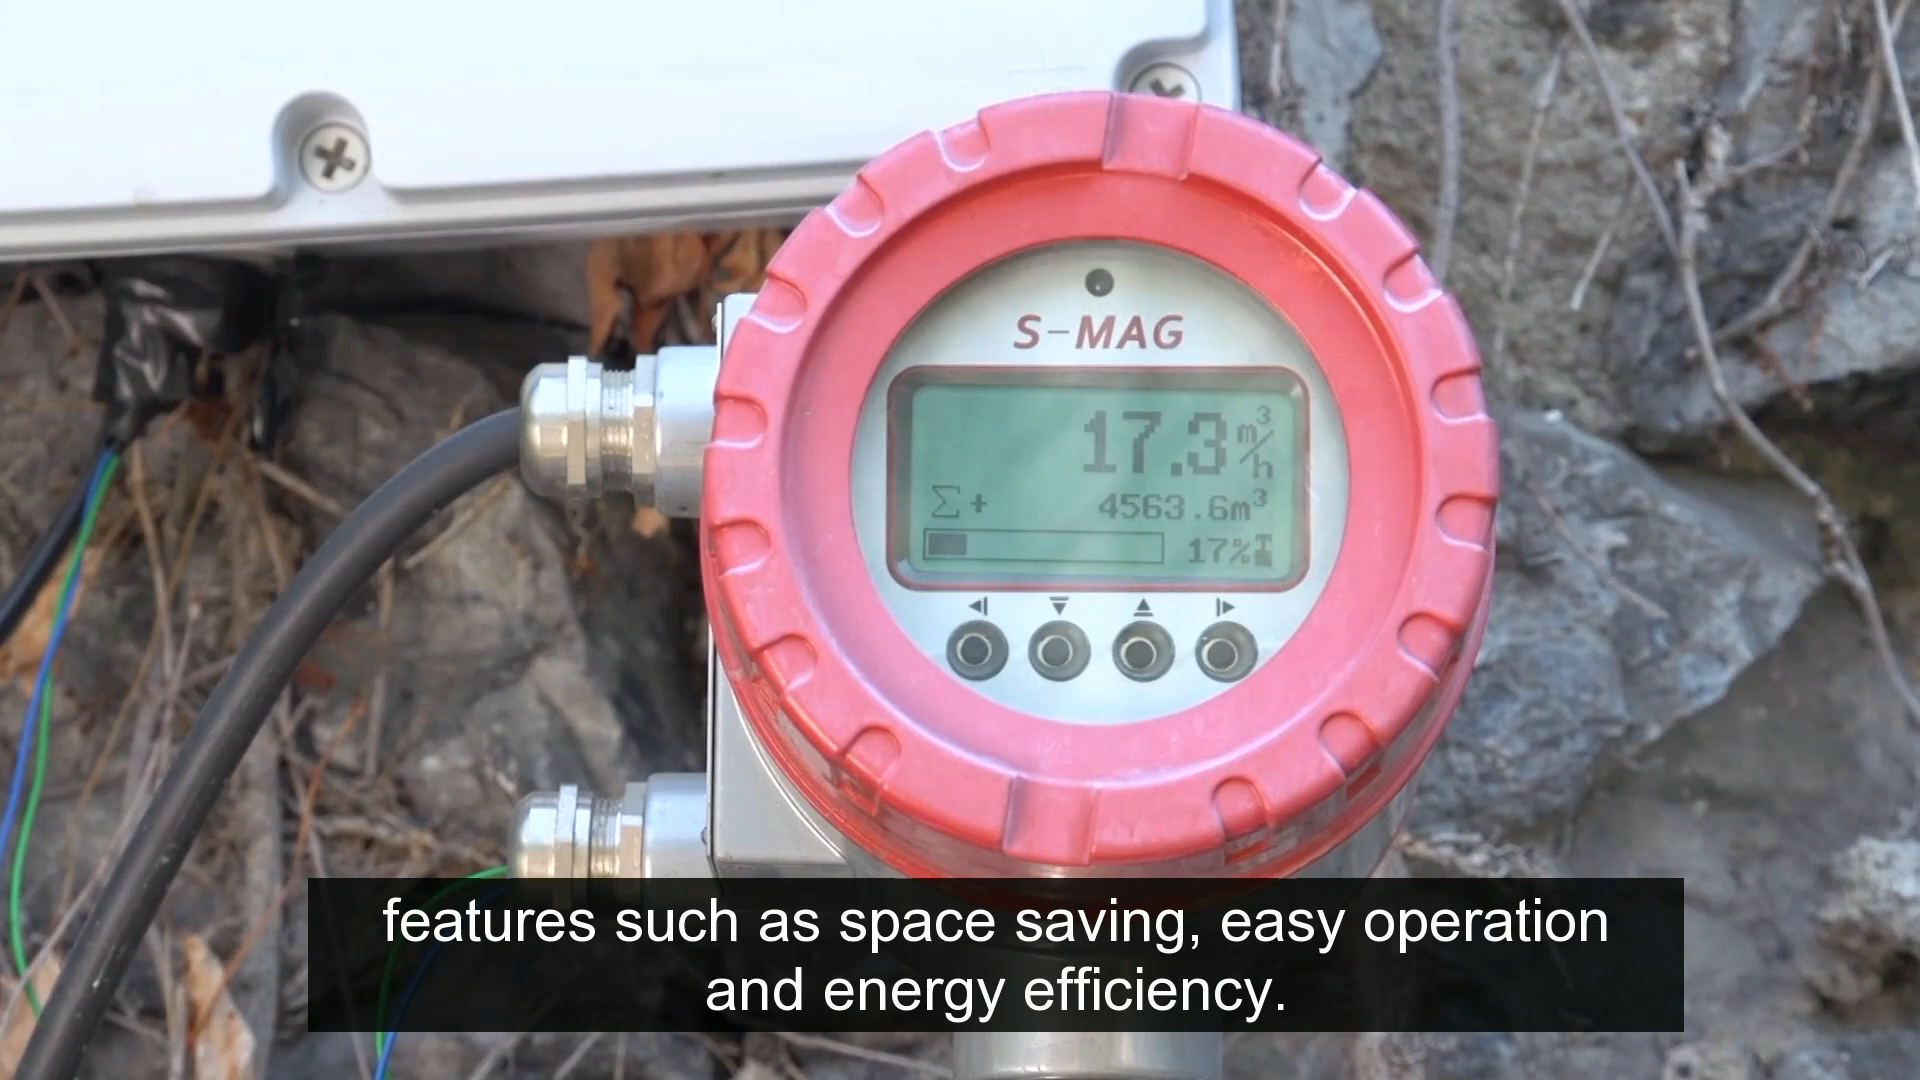 S-MAG
17.3 m³/h
Σ+ 4563.6m³
17%
features such as space saving, easy operation
and energy efficiency.